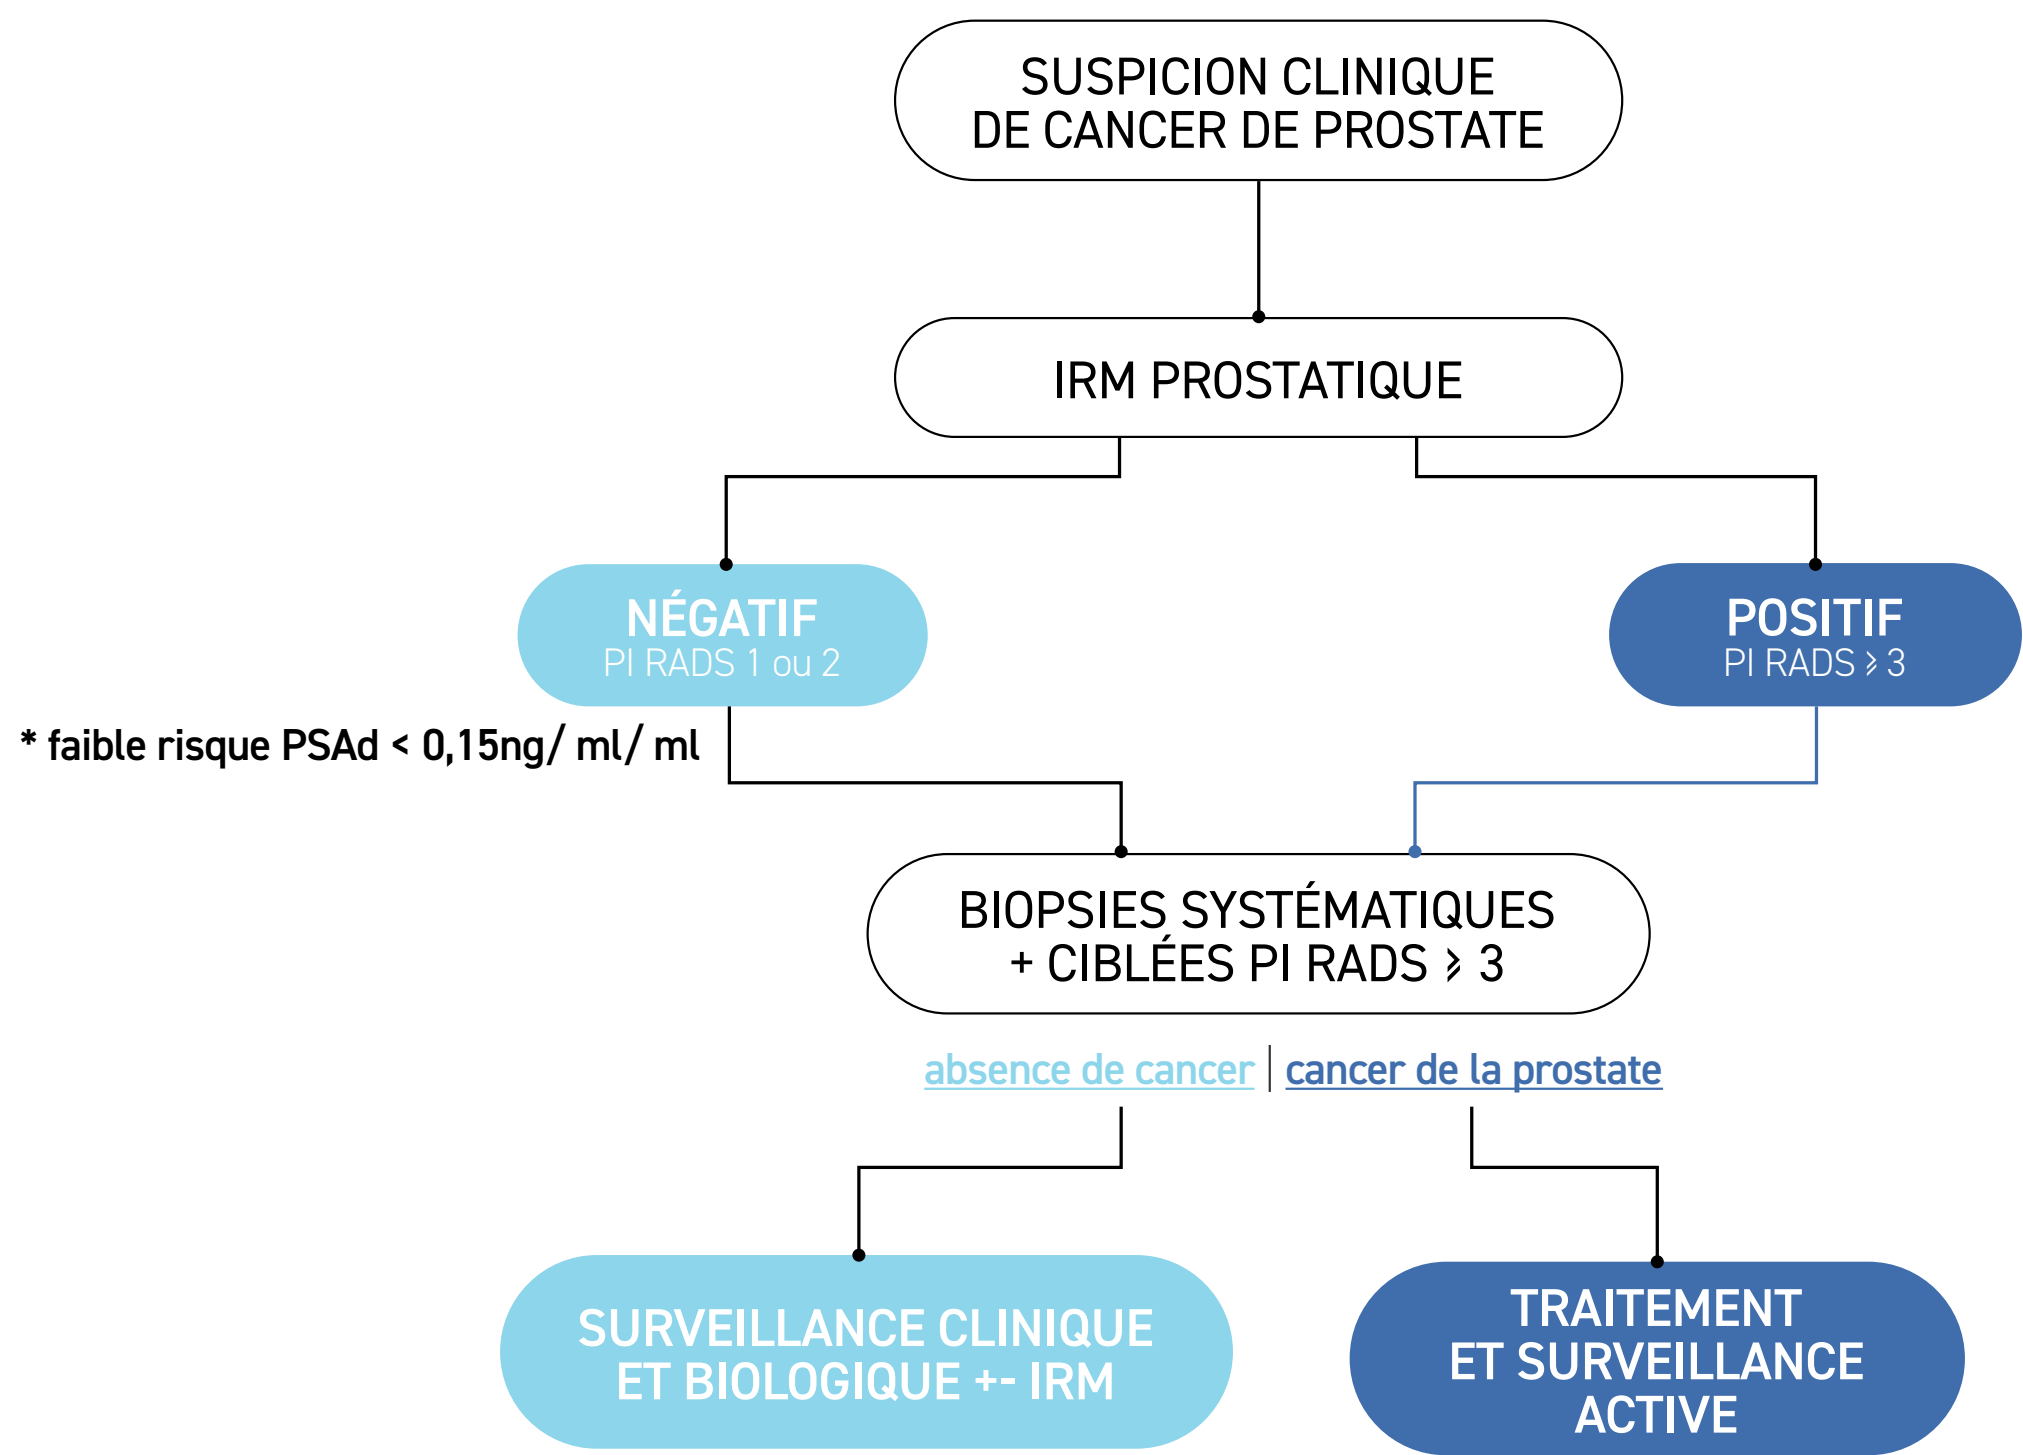 SUSPICION CLINIQUE
DE CANCER DE PROSTATE
IRM PROSTATIQUE
NÉGATIF
PI RADS 1 ou 2
POSITIF
PI RADS ⩾ 3
* faible risque PSAd < 0,15ng/ ml/ ml
BIOPSIES SYSTÉMATIQUES
+ CIBLÉES PI RADS ⩾ 3
absence de cancer | cancer de la prostate
SURVEILLANCE CLINIQUE
ET BIOLOGIQUE +- IRM
TRAITEMENT
ET SURVEILLANCE
ACTIVE